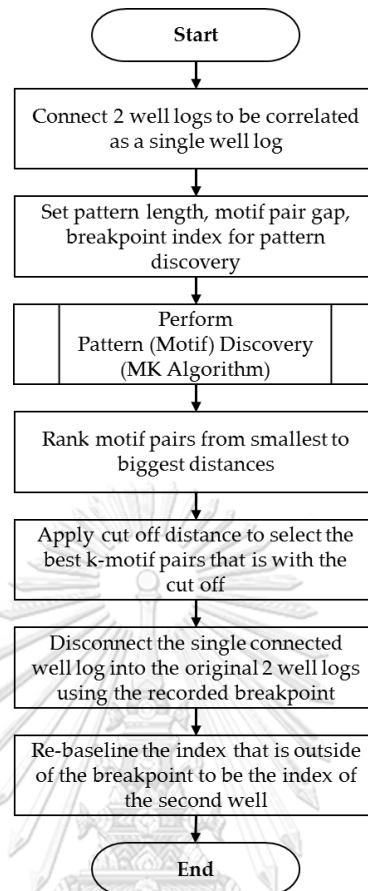 Start
Connect 2 well logs to be correlated
as a single well log
Set pattern length, motif pair gap,
breakpoint index for pattern
discovery
Perform
Pattern (Motif) Discovery
(MK Algorithm)
Rank motif pairs from smallest to
biggest distances
Apply cut off distance to select the
best k-motif pairs that is with the
cut off
Disconnect the single connected
well log into the original 2 well logs
using the recorded breakpoint
Re-baseline the index that is outside
of the breakpoint to be the index of
the second well
End